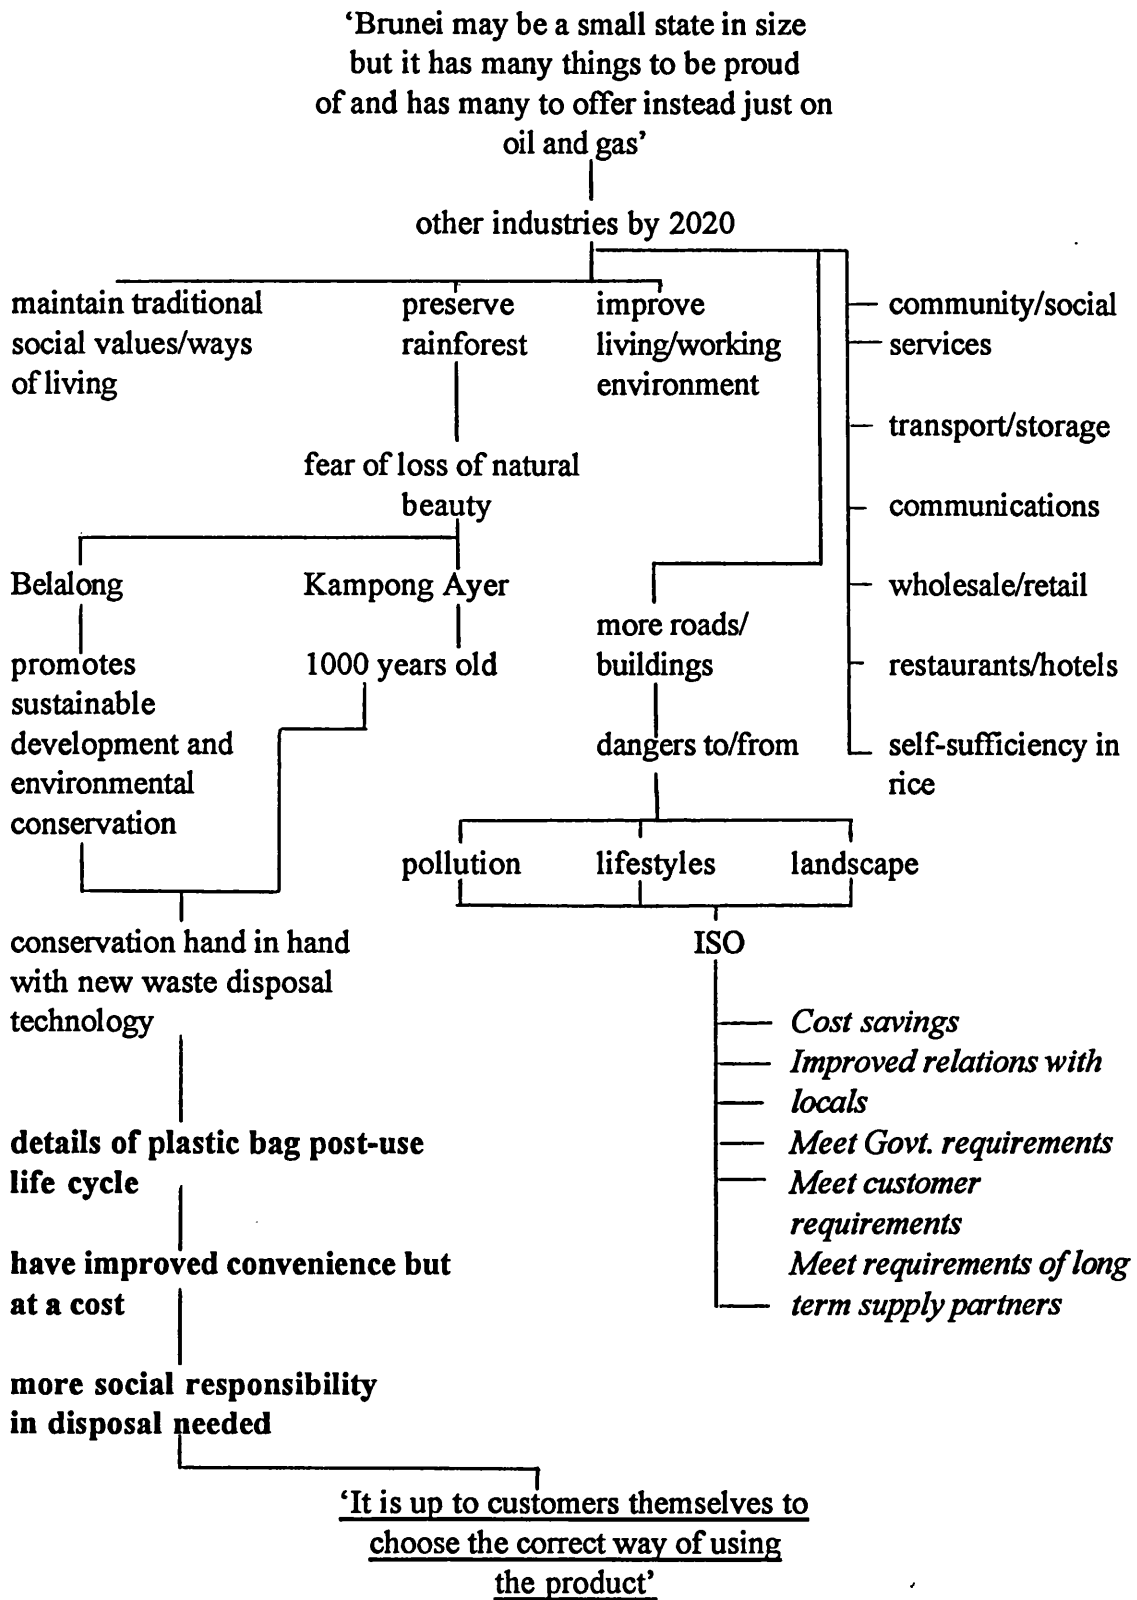 ‘Brunei may be a small state in size
but it has many things to be proud
of and has many to offer instead just on
oil and gas’
other industries by 2020
maintain traditional
social values/ways
of living
preserve
rainforest
improve
living/working
environment
community/social
services
transport/storage
communications
wholesale/retail
restaurants/hotels
self-sufficiency in
rice
fear of loss of natural
beauty
Belalong
Kampong Ayer
promotes
sustainable
development and
environmental
conservation
1000 years old
more roads/
buildings
dangers to/from
pollution
lifestyles
landscape
conservation hand in hand
with new waste disposal
technology
ISO
Cost savings
Improved relations with
locals
Meet Govt. requirements
Meet customer
requirements
Meet requirements of long
term supply partners
details of plastic bag post-use
life cycle
have improved convenience but
at a cost
more social responsibility
in disposal needed
‘It is up to customers themselves to
choose the correct way of using
the product’